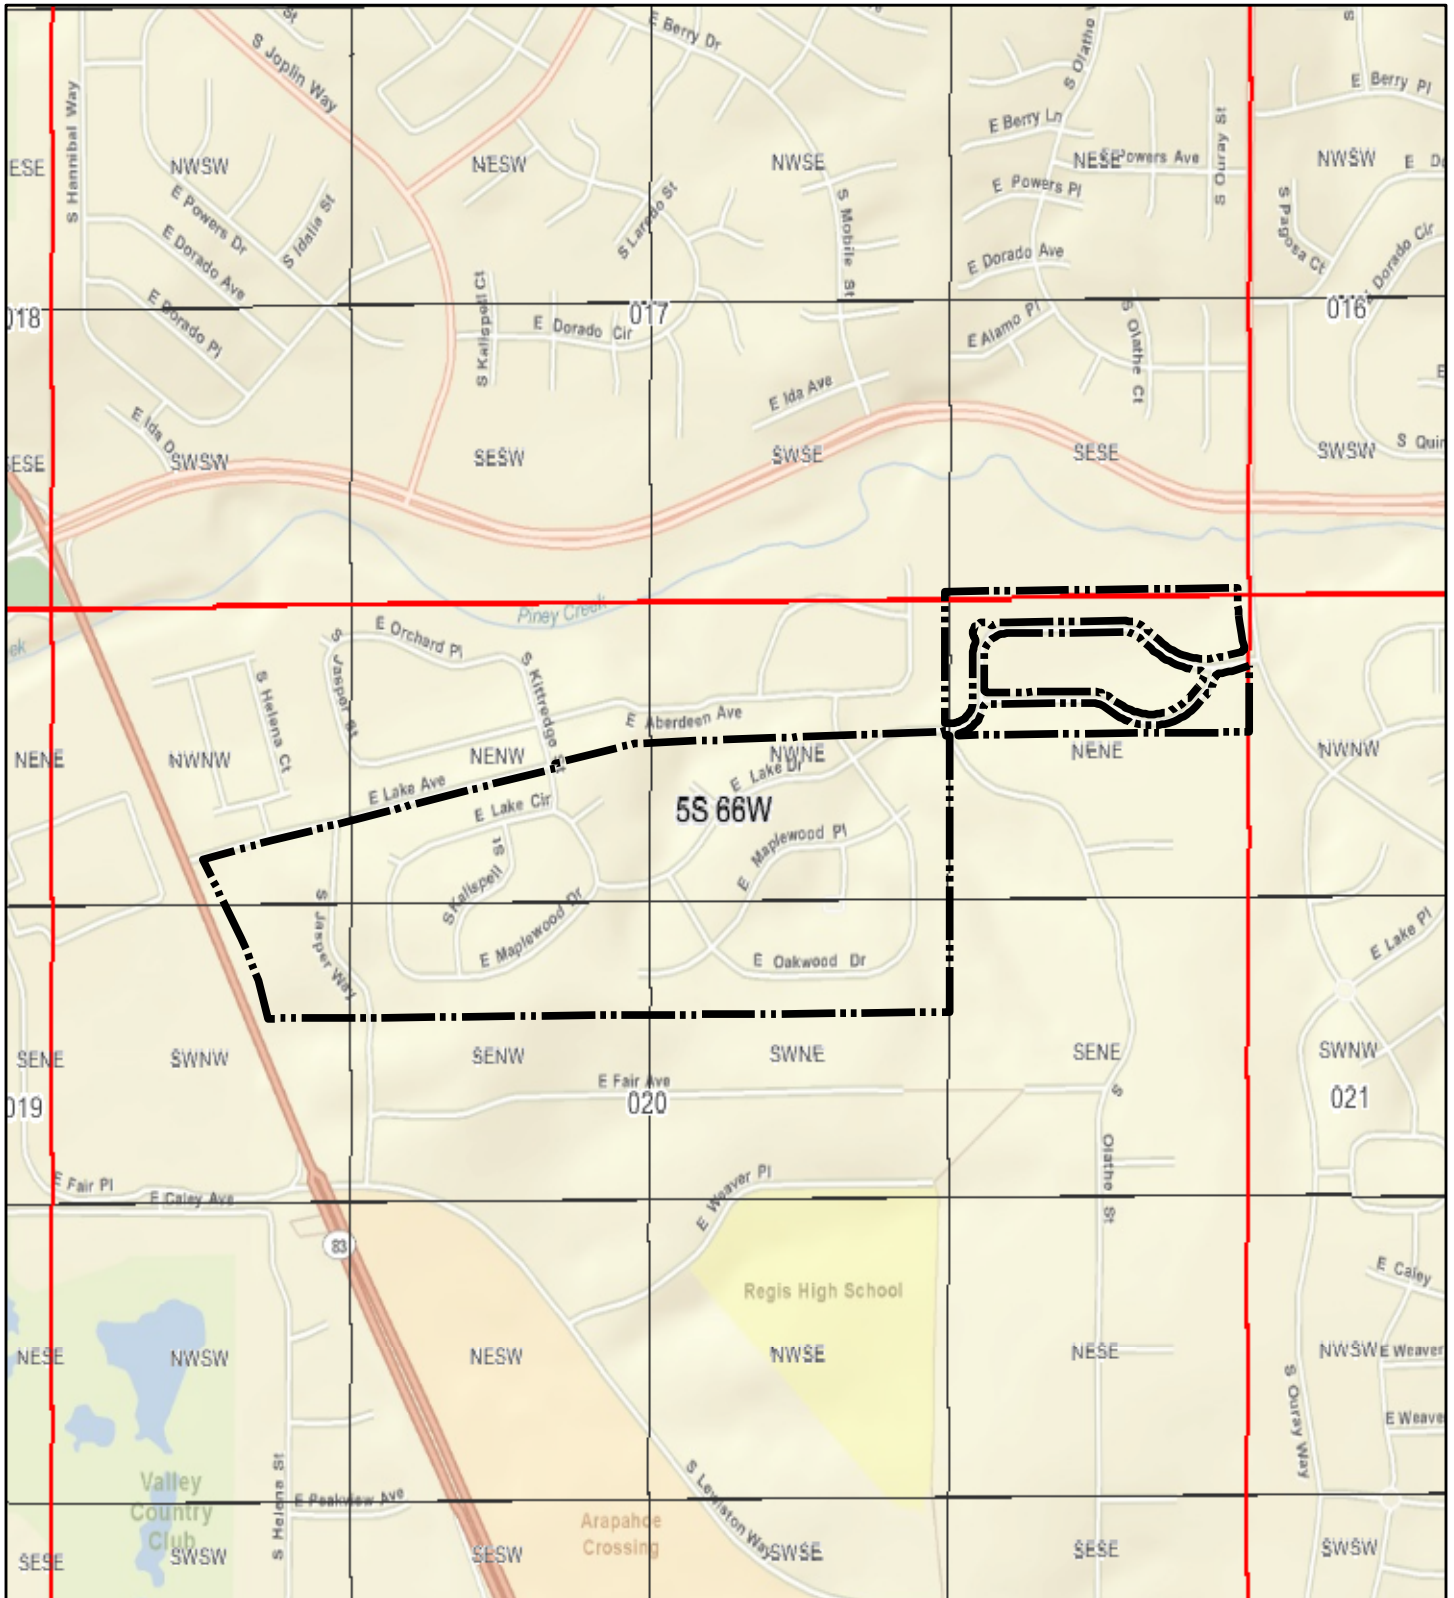 St
S Joplin Way
E Berry Dr
S Olathe
E Berry Pl
S Hannibal Way
S Ouray St
E Berry Ln
ESE
NWSW
NESW
NWSE
NESE
E Powers Ave
NWSW
E Powers Pl
E Powers Dr
S Idalia St
S Laredo St
S Mobile St
S Pagosa Ct
E Dorado Ave
E Dorado Ave
Dorado Cir
E Dorado Pl
S Kalispell Ct
E Dorado Cir
018
017
016
E Alamo Pl
S Olathe Ct
E Ida Ave
E Ida Dr
SESE
SWSW
SESW
SWSE
SESE
SWSW
S Quin
Piney Creek
ek
E Orchard Pl
S Jasper St
S Kittredge St
S Helena Ct
E Aberdeen Ave
NENE
NWNW
NENW
NWNE
NENE
NWNW
E Lake Dr
E Lake Ave
E Lake Cir
5S 66W
E Maplewood Pl
S Kalispell St
S Jasper Way
E Maplewood Dr
E Oakwood Dr
E Lake Pl
SENE
SWNW
SENW
SWNE
SENE
SWNW
E Fair Ave
019
020
021
S Olathe St
E Fair Pl
E Caley Ave
E Weaver Pl
83
E Caley
Regis High School
NESE
NWSW
NESW
NWSE
NESE
NWSW
E Weaver
S Ouray Way
E Weave
Valley
Country
Club
S Helena St
E Peakview Ave
S Lewiston Way
Arapahoe
Crossing
SESE
SWSW
SESW
SWSE
SESE
SWSW